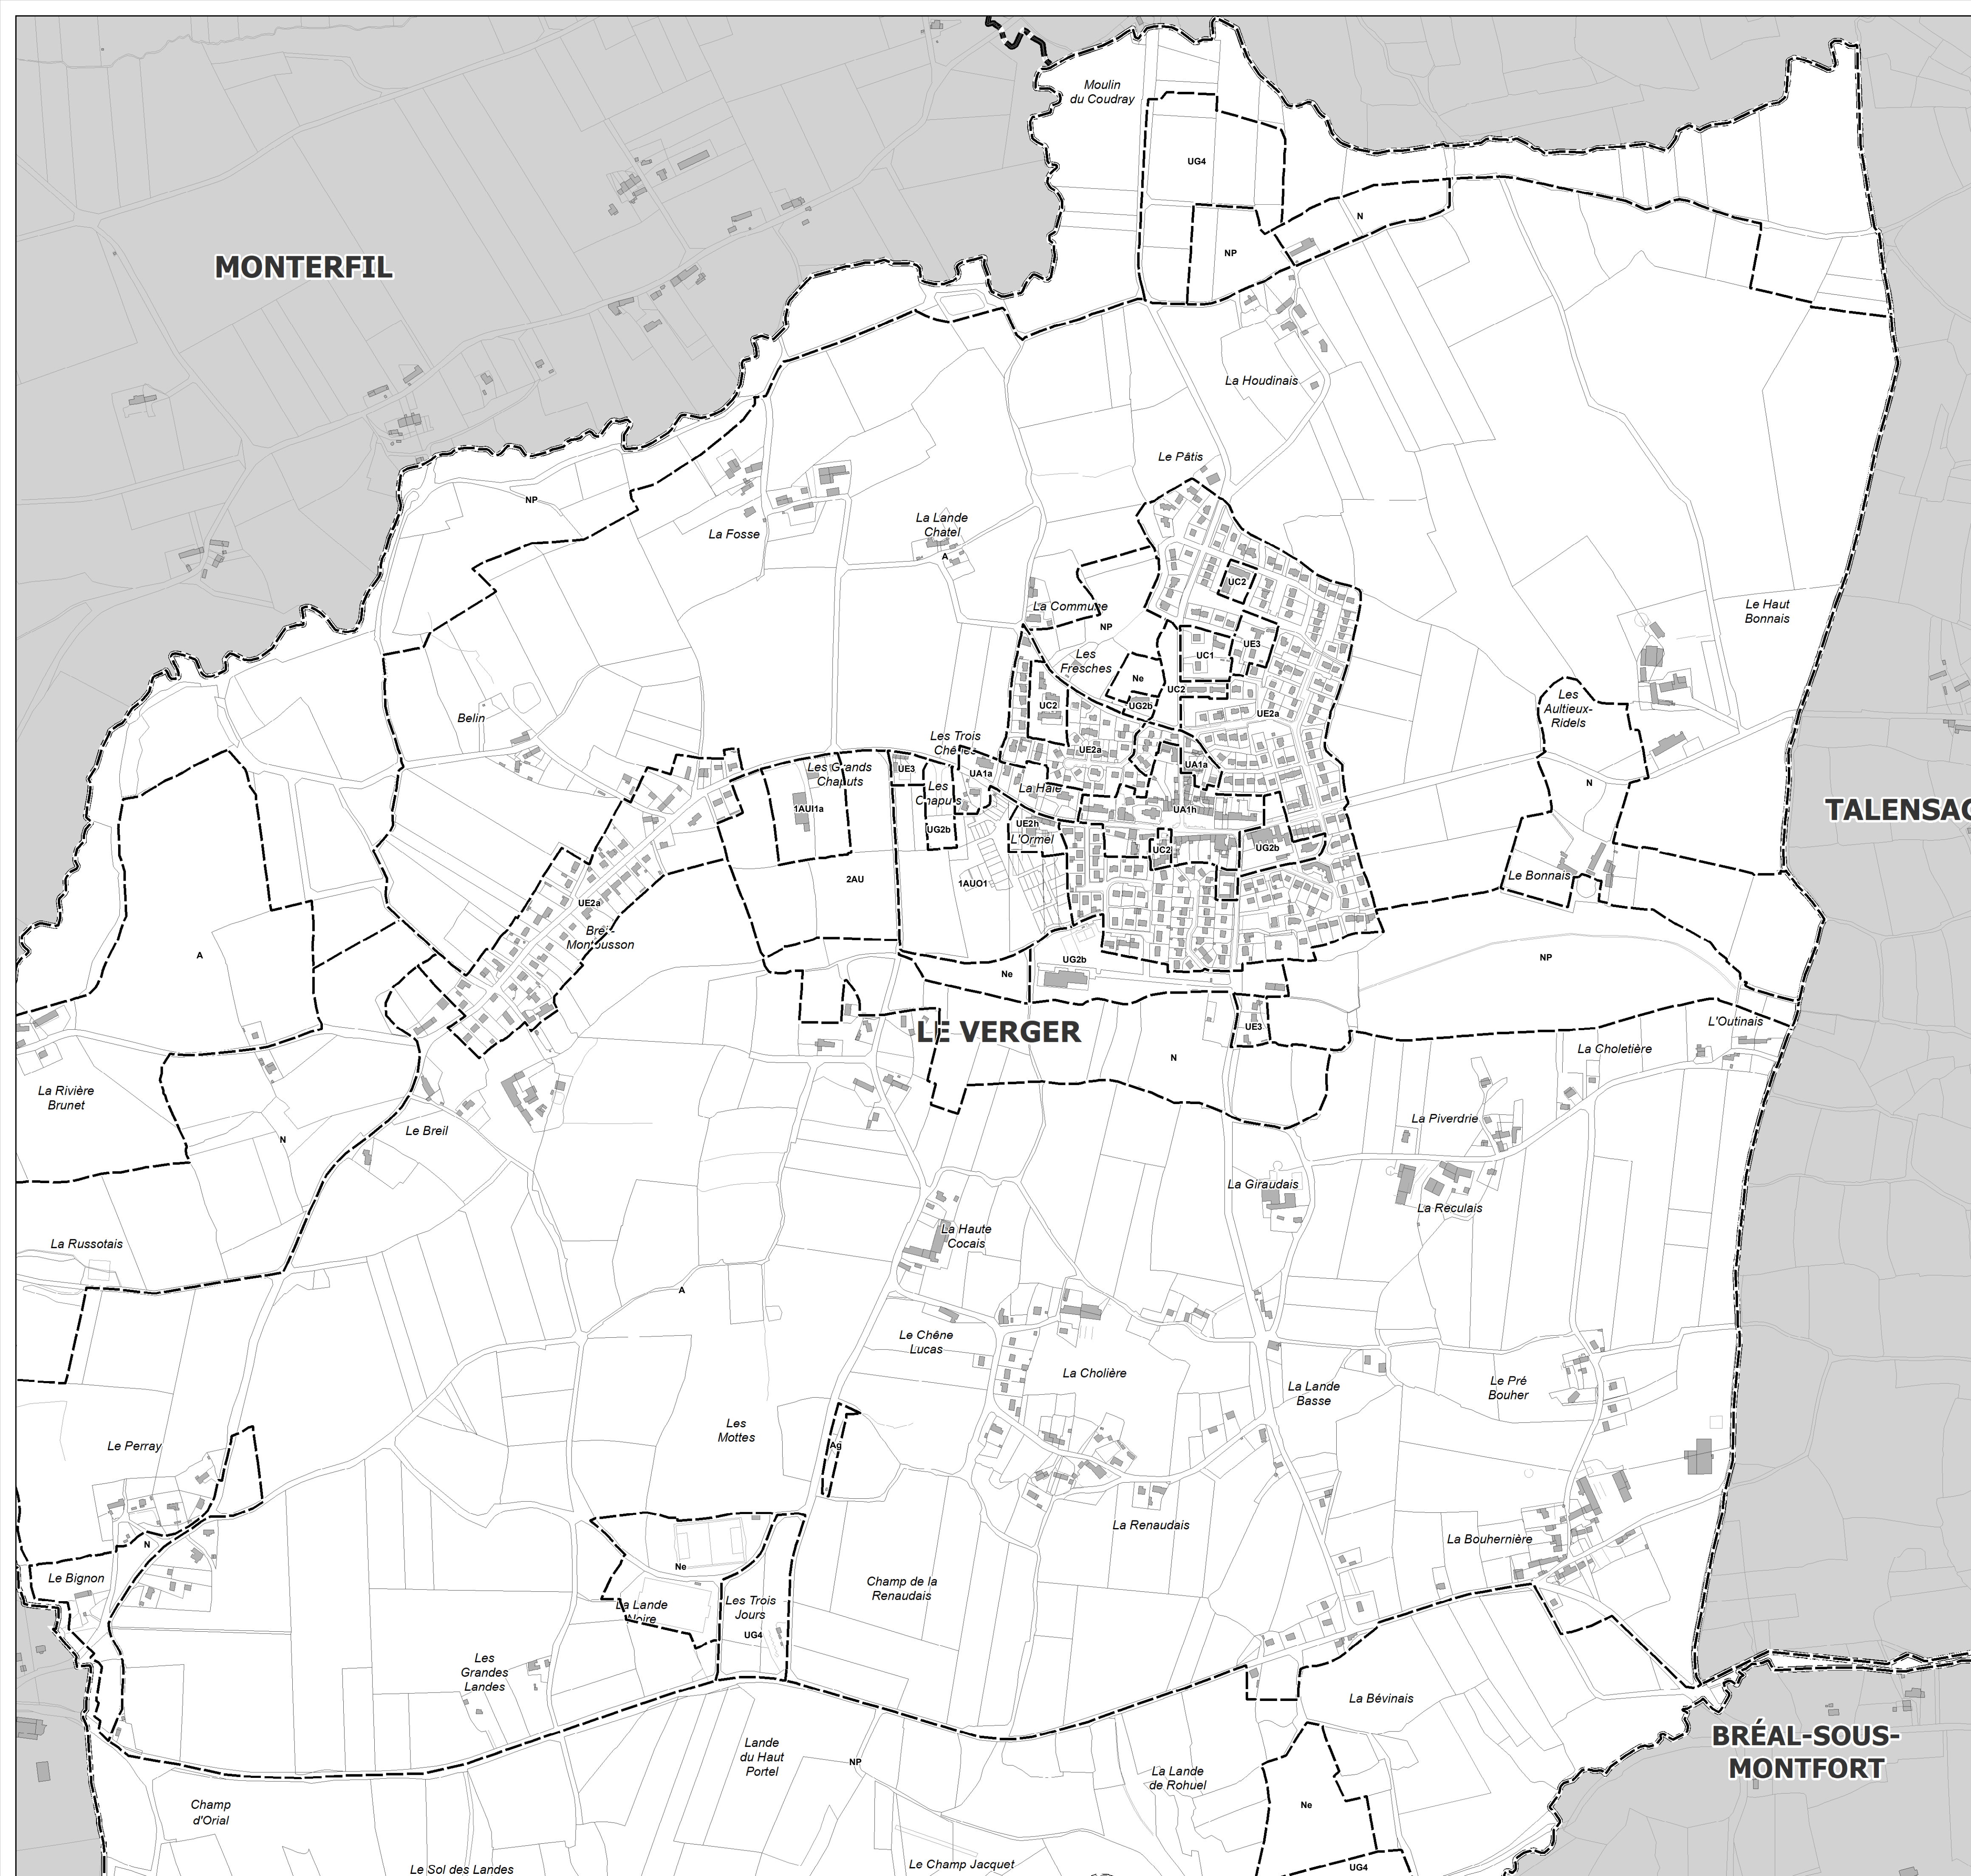 Moulin
du Coudray
UG4
N
NP
MONTERFIL
La Houdinais
Le Pâtis
NP
La Lande
Chatel
A
La Fosse
UC2
La Commune
NP
Le Haut
Bonnais
UE3
UC1
Les
Fresches
Ne
UC2
Les
Aultieux-
Ridels
UC2
UG2b
UE2a
Belin
Les Trois
Chênes
UE2a
UA1a
Les Grands
Chaputs
UE3
UA1a
N
Les
Chaputs
La Haie
1AUI1a
UA1h
TALENSAC
UG2b
UE2h
L'Ormel
UC2
UG2b
2AU
1AUO1
Le Bonnais
UE2a
Breil
Montousson
A
UG2b
NP
Ne
LE VERGER
UE3
L'Outinais
La Choletière
N
La Rivière
Brunet
La Piverdrie
Le Breil
N
La Giraudais
La Reculais
La Haute
Cocais
La Russotais
A
Le Chêne
Lucas
La Cholière
La Lande
Basse
Le Pré
Bouher
Les
Mottes
Ag
Le Perray
La Renaudais
La Bouhernière
N
Ne
Le Bignon
Champ de la
Renaudais
La Lande
Noire
Les Trois
Jours
UG4
Les
Grandes
Landes
La Bévinais
BRÉAL-SOUS-
MONTFORT
Lande
du Haut
Portel
NP
La Lande
de Rohuel
Champ
d'Orial
Ne
Le Champ Jacquet
Le Sol des Landes
UG4